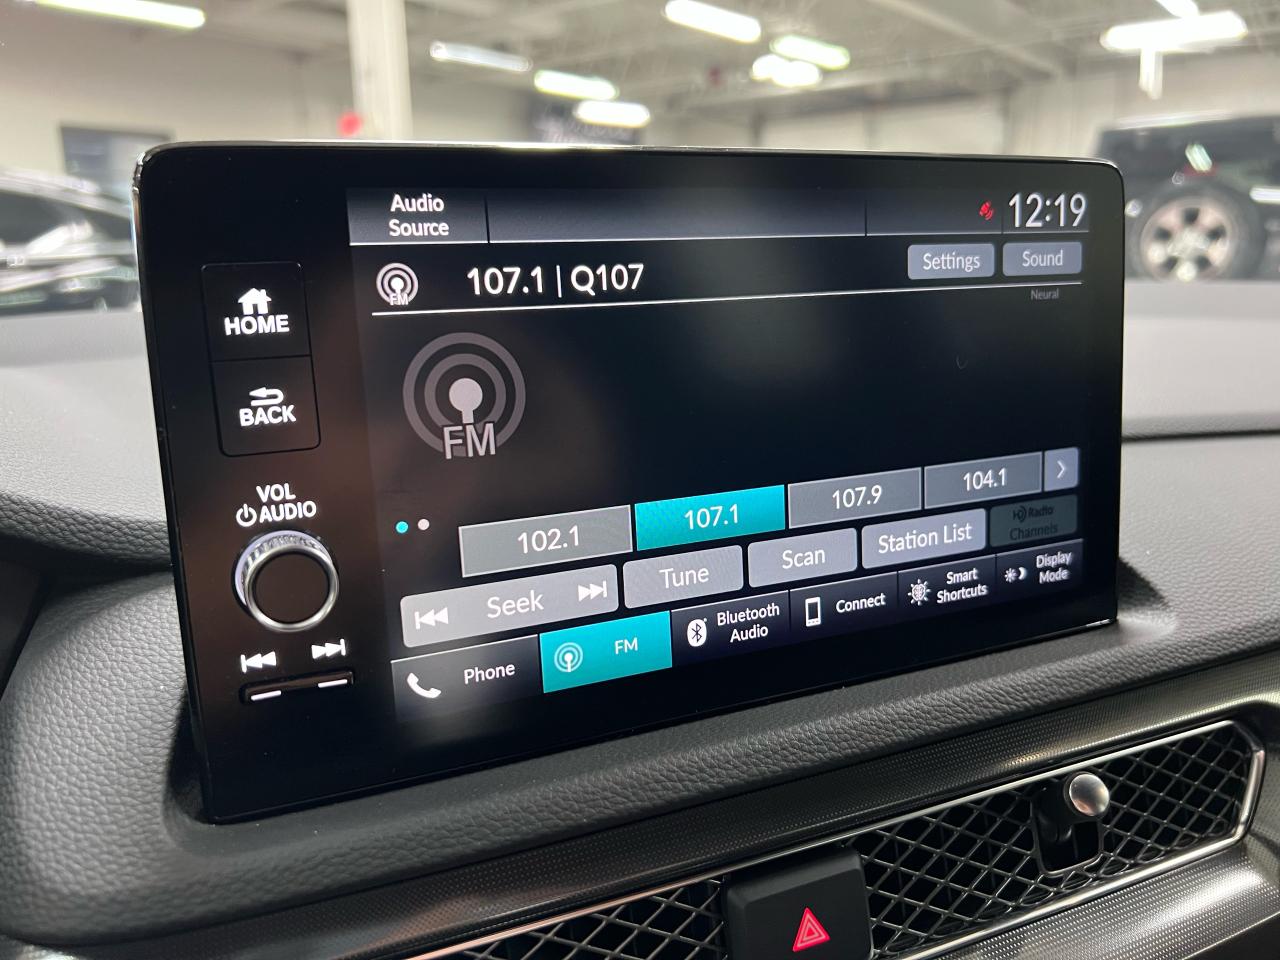 Audio
Source
12:19
HOME
BACK
VOL
AUDIO
FM
107.1 | Q107
Settings
Sound
Neural
FM
102.1
107.1
107.9
104.1
Seek
Tune
Scan
Station List
HD Radio
Channels
Phone
FM
Bluetooth
Audio
Connect
Smart
Shortcuts
Display
Mode